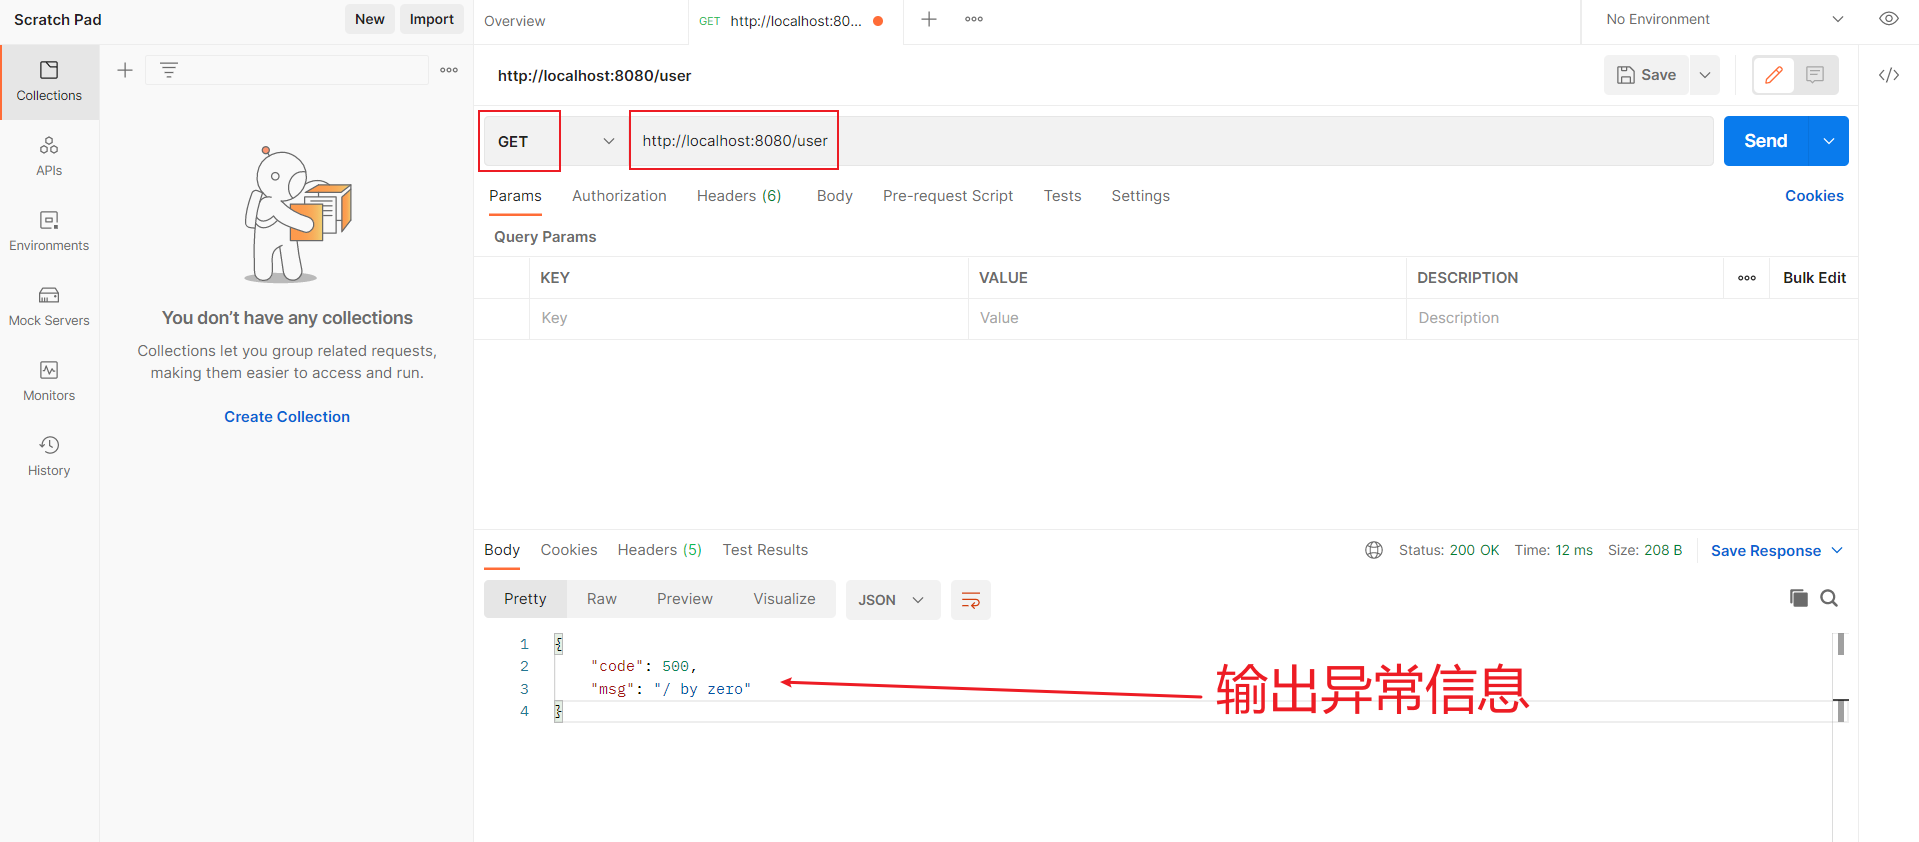 Scratch Pad
New
Import
Overview
GET http://localhost:80...
No Environment
Collections
APIs
Environments
Mock Servers
Monitors
History
You don’t have any collections
Collections let you group related requests,
making them easier to access and run.
Create Collection
http://localhost:8080/user
Save
GET
http://localhost:8080/user
Send
Params Authorization Headers (6) Body Pre-request Script Tests Settings
Cookies
Query Params
KEY VALUE DESCRIPTION
Bulk Edit
Key Value Description
Body Cookies Headers (5) Test Results
Status: 200 OK Time: 12 ms Size: 208 B
Save Response
Pretty Raw Preview Visualize
JSON
1 {
2 "code": 500,
3 "msg": "/ by zero"
4 }
输出异常信息